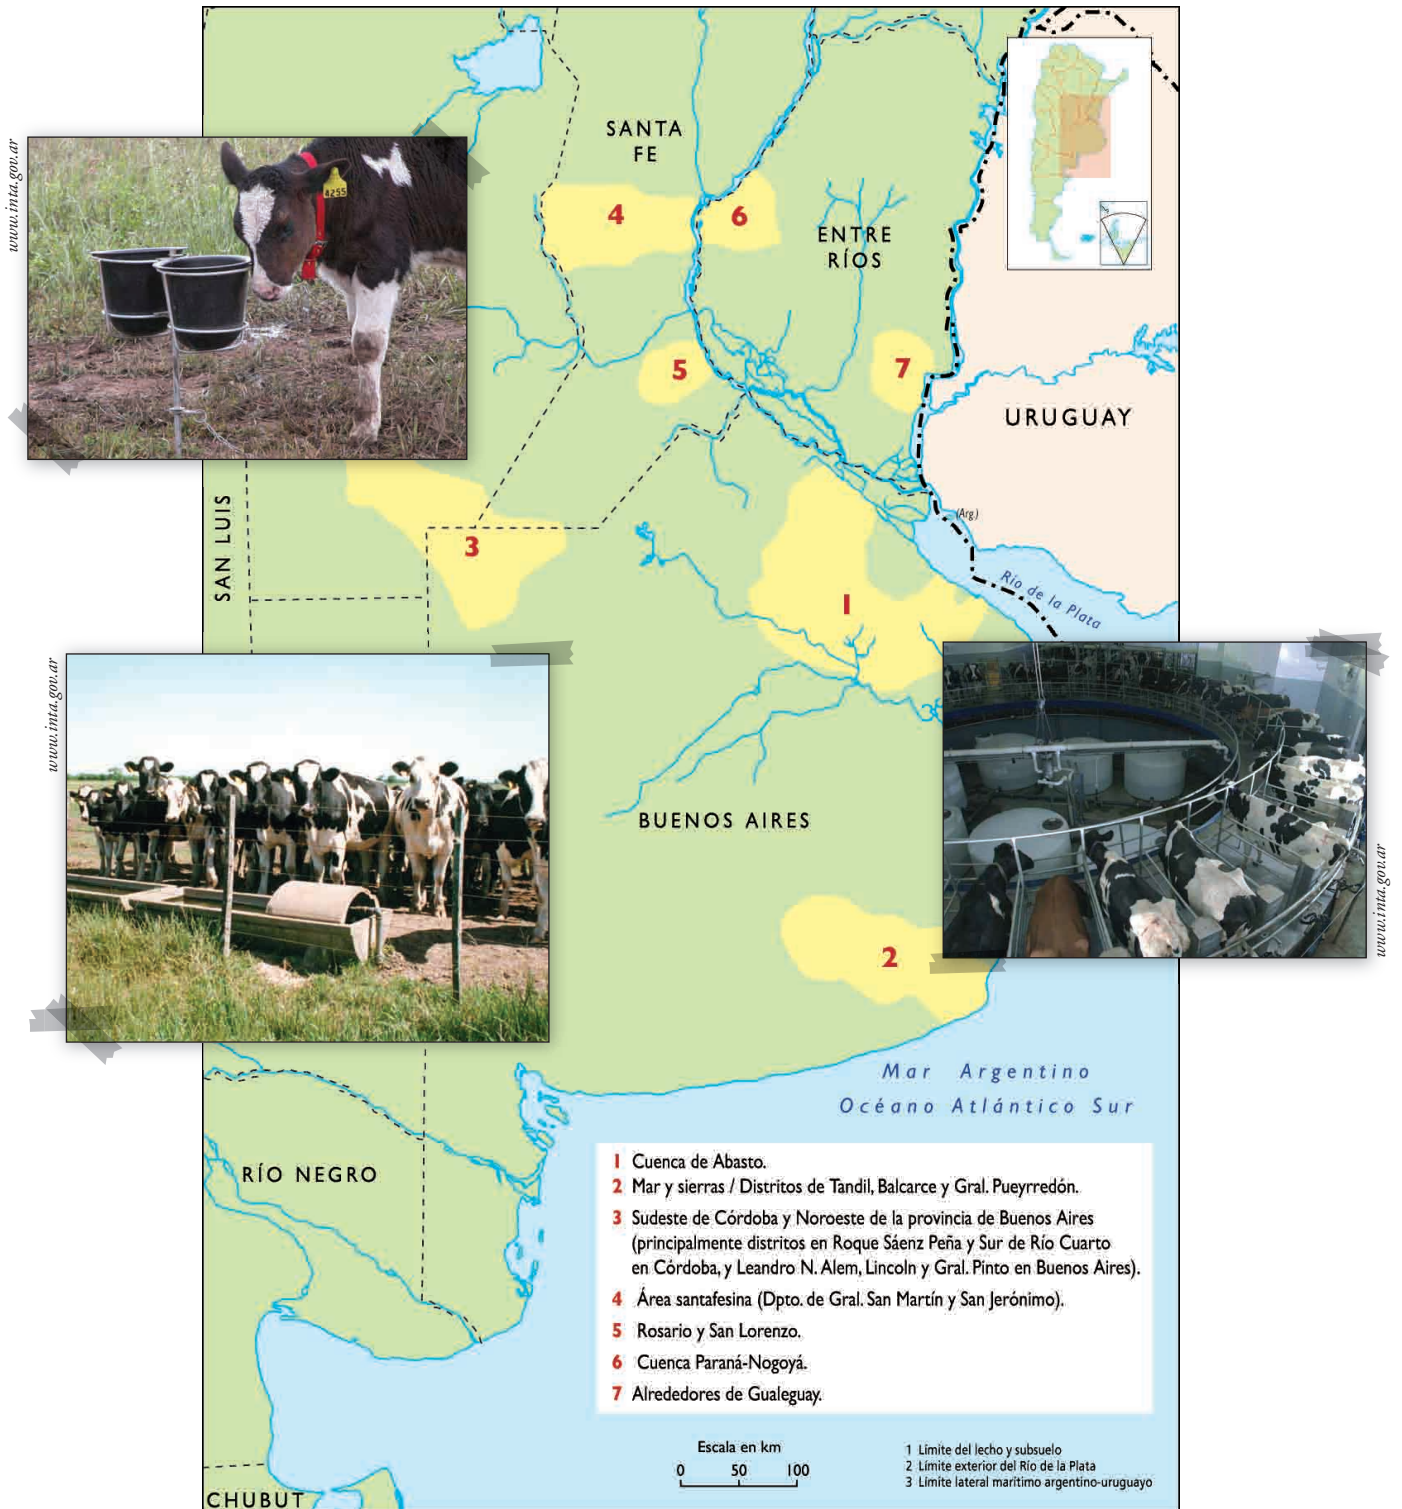 www.inta.gov.ar
4255
SANTA
FE
4
6
ENTRE
RÍOS
5
7
URUGUAY
SAN LUIS
3
(Arg.)
Río de la Plata
1
www.inta.gov.ar
BUENOS AIRES
www.inta.gov.ar
2
Mar Argentino
Océano Atlántico Sur
RÍO NEGRO
1 Cuenca de Abasto.
2 Mar y sierras / Distritos de Tandil, Balcarce y Gral. Pueyrredón.
3 Sudeste de Córdoba y Noroeste de la provincia de Buenos Aires
(principalmente distritos en Roque Sáenz Peña y Sur de Río Cuarto
en Córdoba, y Leandro N. Alem, Lincoln y Gral. Pinto en Buenos Aires).
4 Área santafesina (Dpto. de Gral. San Martín y San Jerónimo).
5 Rosario y San Lorenzo.
6 Cuenca Paraná-Nogoyá.
7 Alrededores de Gualeguay.
Escala en km
0 50 100
1 Límite del lecho y subsuelo
2 Límite exterior del Río de la Plata
3 Límite lateral marítimo argentino-uruguayo
CHUBUT